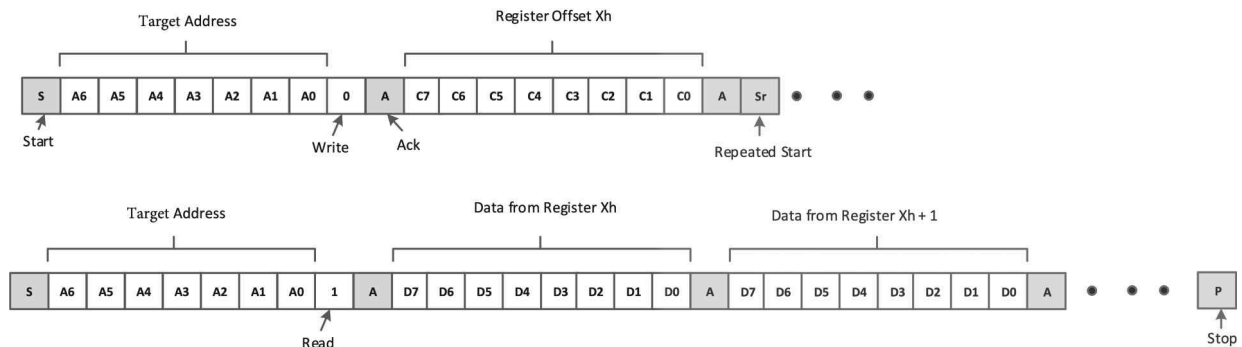 Target Address Register Offset Xh
S A6 A5 A4 A3 A2 A1 A0 0 A C7 C6 C5 C4 C3 C2 C1 C0 A Sr
Start Write Ack Repeated Start
Target Address Data from Register Xh Data from Register Xh + 1
S A6 A5 A4 A3 A2 A1 A0 1 A D7 D6 D5 D4 D3 D2 D1 D0 A D7 D6 D5 D4 D3 D2 D1 D0 A P
Read Stop